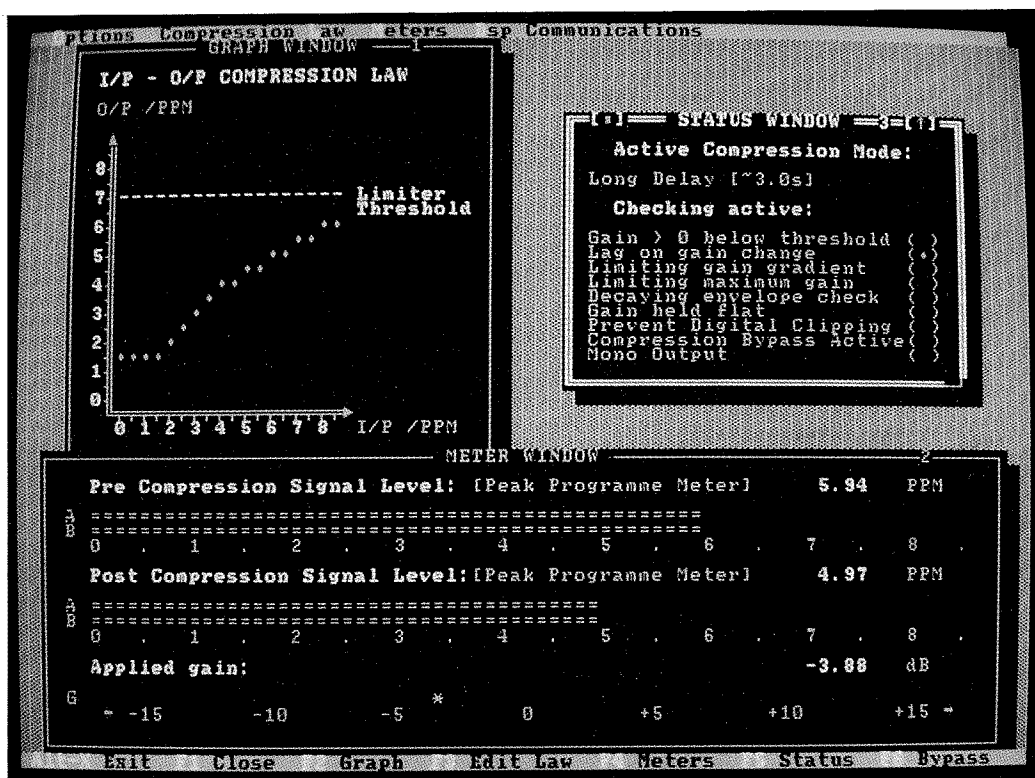 ptions Compression aw eters sp Communications
GRAPH WINDOW 1
I/P - O/P COMPRESSION LAW
O/P /PPM
8
7
6
5
4
3
2
1
0
Limiter
Threshold
0 1 2 3 4 5 6 7 8
I/P /PPM
STATUS WINDOW 3
Active Compression Mode:
Long Delay [~3.0s]
Checking active:
Gain > 0 below threshold ( )
Lag on gain change (•)
Limiting gain gradient ( )
Limiting maximum gain ( )
Decaying envelope check ( )
Gain held flat ( )
Prevent Digital Clipping ( )
Compression Bypass Active( )
Mono Output ( )
METER WINDOW 2
Pre Compression Signal Level: [Peak Programme Meter] 5.94 PPM
A
B
0 . 1 . 2 . 3 . 4 . 5 . 6 . 7 . 8 .
Post Compression Signal Level:[Peak Programme Meter] 4.97 PPM
A
B
0 . 1 . 2 . 3 . 4 . 5 . 6 . 7 . 8 .
Applied gain: -3.88 dB
G *
-15 -10 -5 0 +5 +10 +15
Exit Close Graph Edit Law Meters Status Bypass